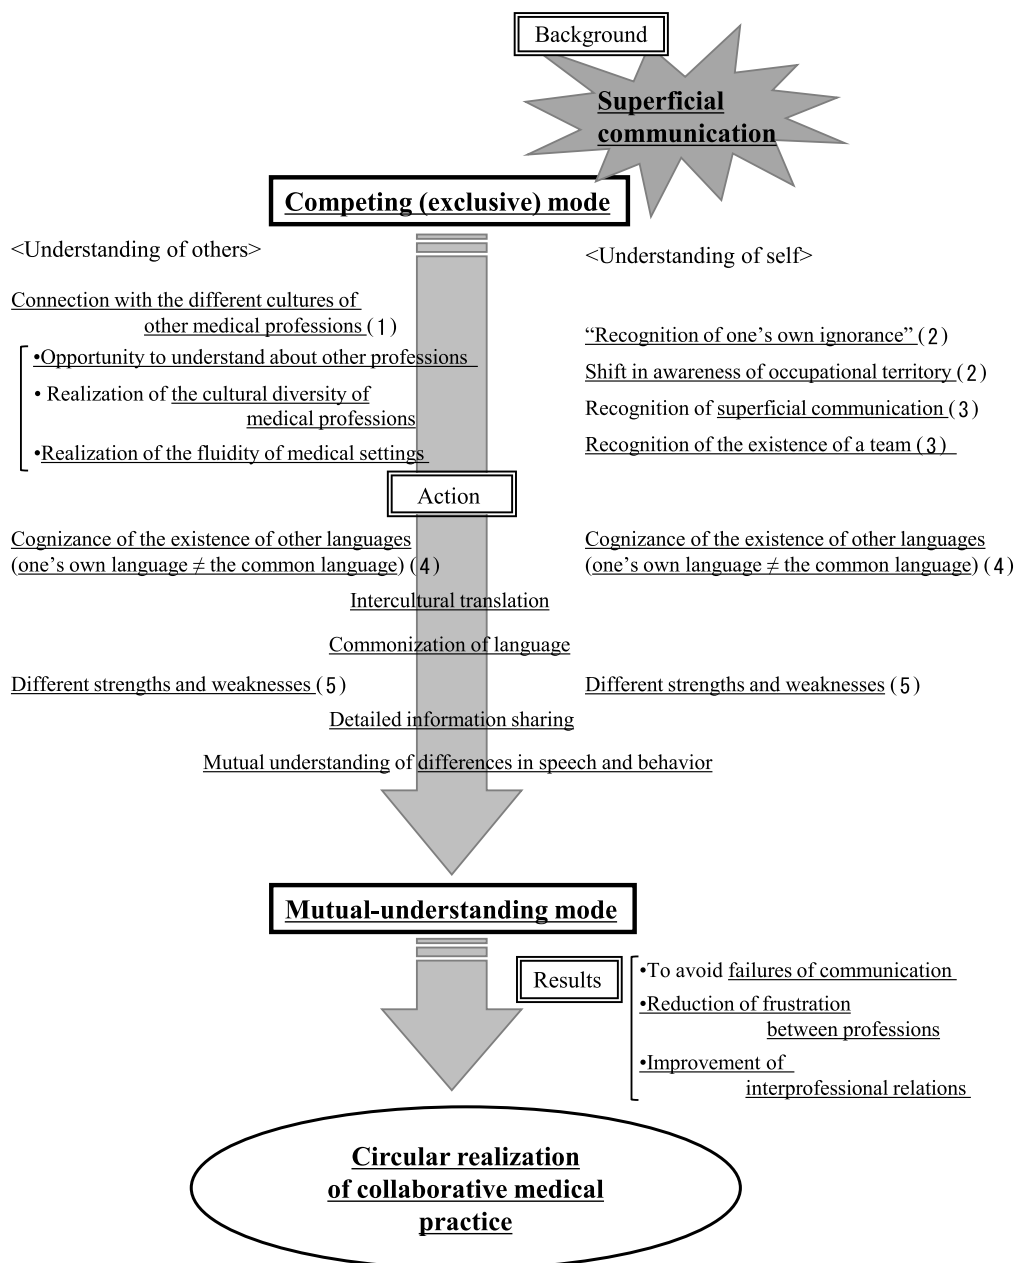 Background
Superficial
communication
Competing (exclusive) mode
<Understanding of others>
<Understanding of self>
Connection with the different cultures of
other medical professions (1)
•Opportunity to understand about other professions
• Realization of the cultural diversity of
medical professions
•Realization of the fluidity of medical settings
“Recognition of one’s own ignorance” (2)
Shift in awareness of occupational territory (2)
Recognition of superficial communication (3)
Recognition of the existence of a team (3)
Action
Cognizance of the existence of other languages
(one’s own language ≠ the common language) (4)
Cognizance of the existence of other languages
(one’s own language ≠ the common language) (4)
Intercultural translation
Commonization of language
Different strengths and weaknesses (5)
Different strengths and weaknesses (5)
Detailed information sharing
Mutual understanding of differences in speech and behavior
Mutual-understanding mode
Results
•To avoid failures of communication
•Reduction of frustration
between professions
•Improvement of
interprofessional relations
Circular realization
of collaborative medical
practice